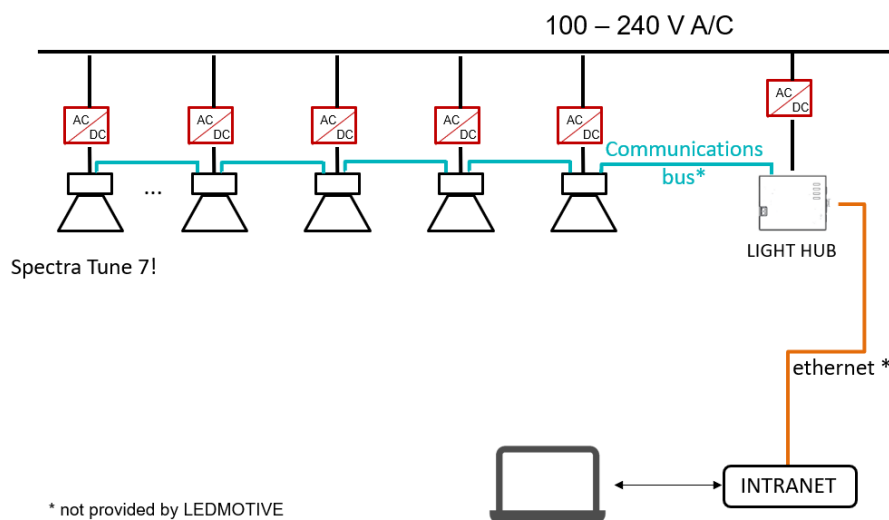 100 – 240 V A/C
AC
DC
AC
DC
AC
DC
AC
DC
AC
DC
AC
DC
Communications
bus*
...
LIGHT HUB
Spectra Tune 7!
ethernet *
INTRANET
* not provided by LEDMOTIVE